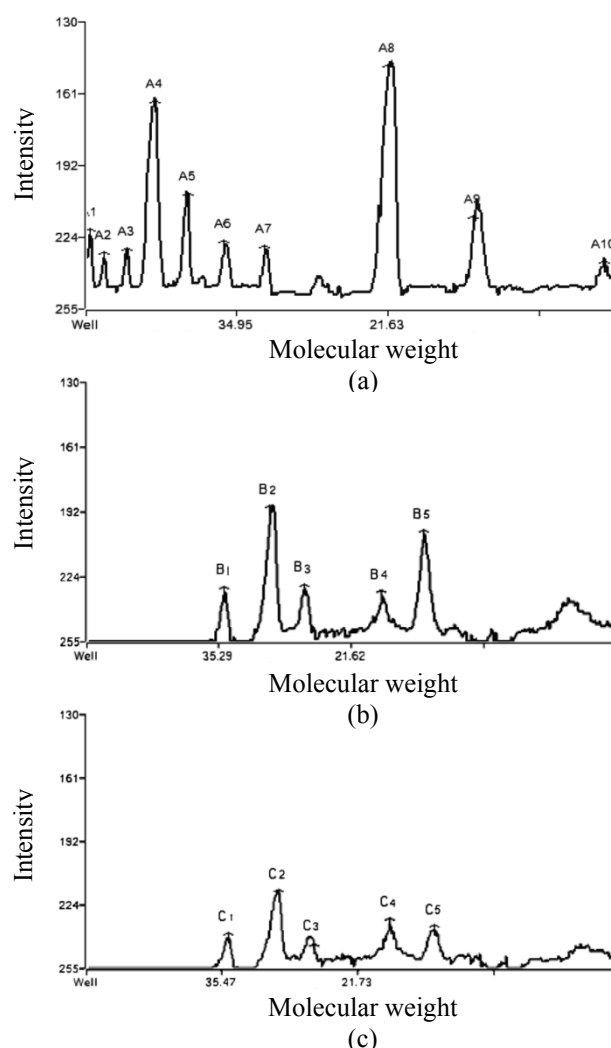 130
161
192
224
255
Intensity
A1
A2
A3
A4
A5
A6
A7
A8
A9
A10
Well
34.95
21.63
Molecular weight
(a)
130
161
192
224
255
Intensity
B1
B2
B3
B4
B5
Well
35.29
21.62
Molecular weight
(b)
130
161
192
224
255
Intensity
C1
C2
C3
C4
C5
Well
35.47
21.73
Molecular weight
(c)